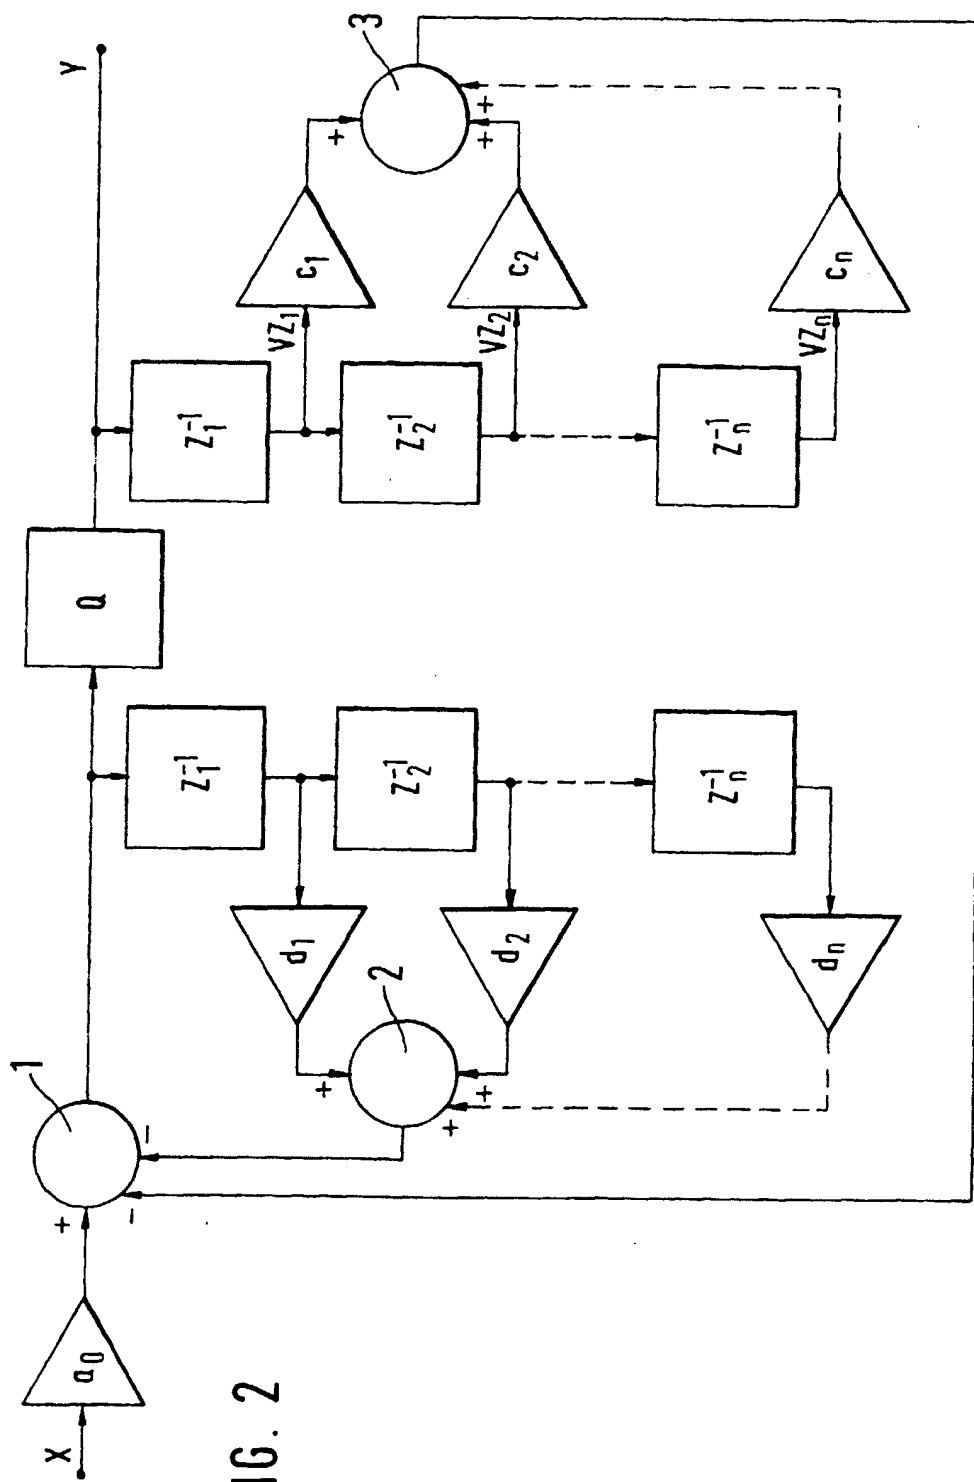 X
a0
+
-
-
1
Q
Y
Z1^-1
Z2^-1
Zn^-1
d1
d2
dn
+
+
+
2
Z1^-1
Z2^-1
Zn^-1
VZ1
VZ2
VZn
c1
c2
cn
+
+
+
3
IG. 2